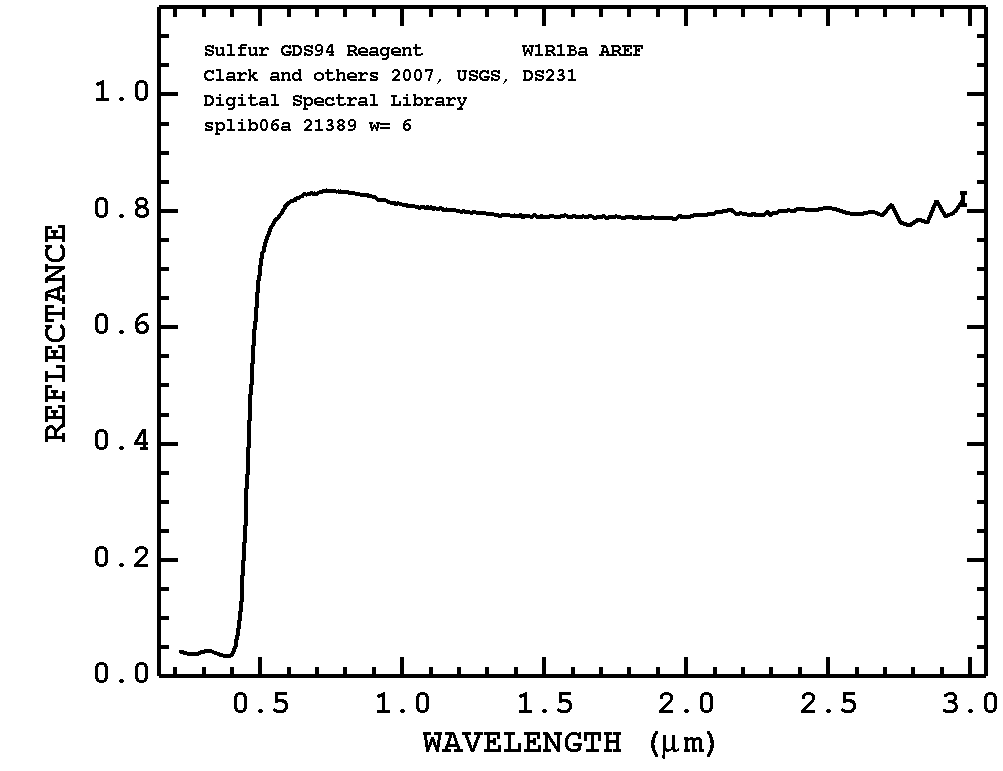 Sulfur GDS94 Reagent W1R1Ba AREF
Clark and others 2007, USGS, DS231
Digital Spectral Library
splib06a 21389 w= 6
1.0
0.8
0.6
0.4
0.2
0.0
REFLECTANCE
0.5 1.0 1.5 2.0 2.5 3.0
WAVELENGTH (μm)